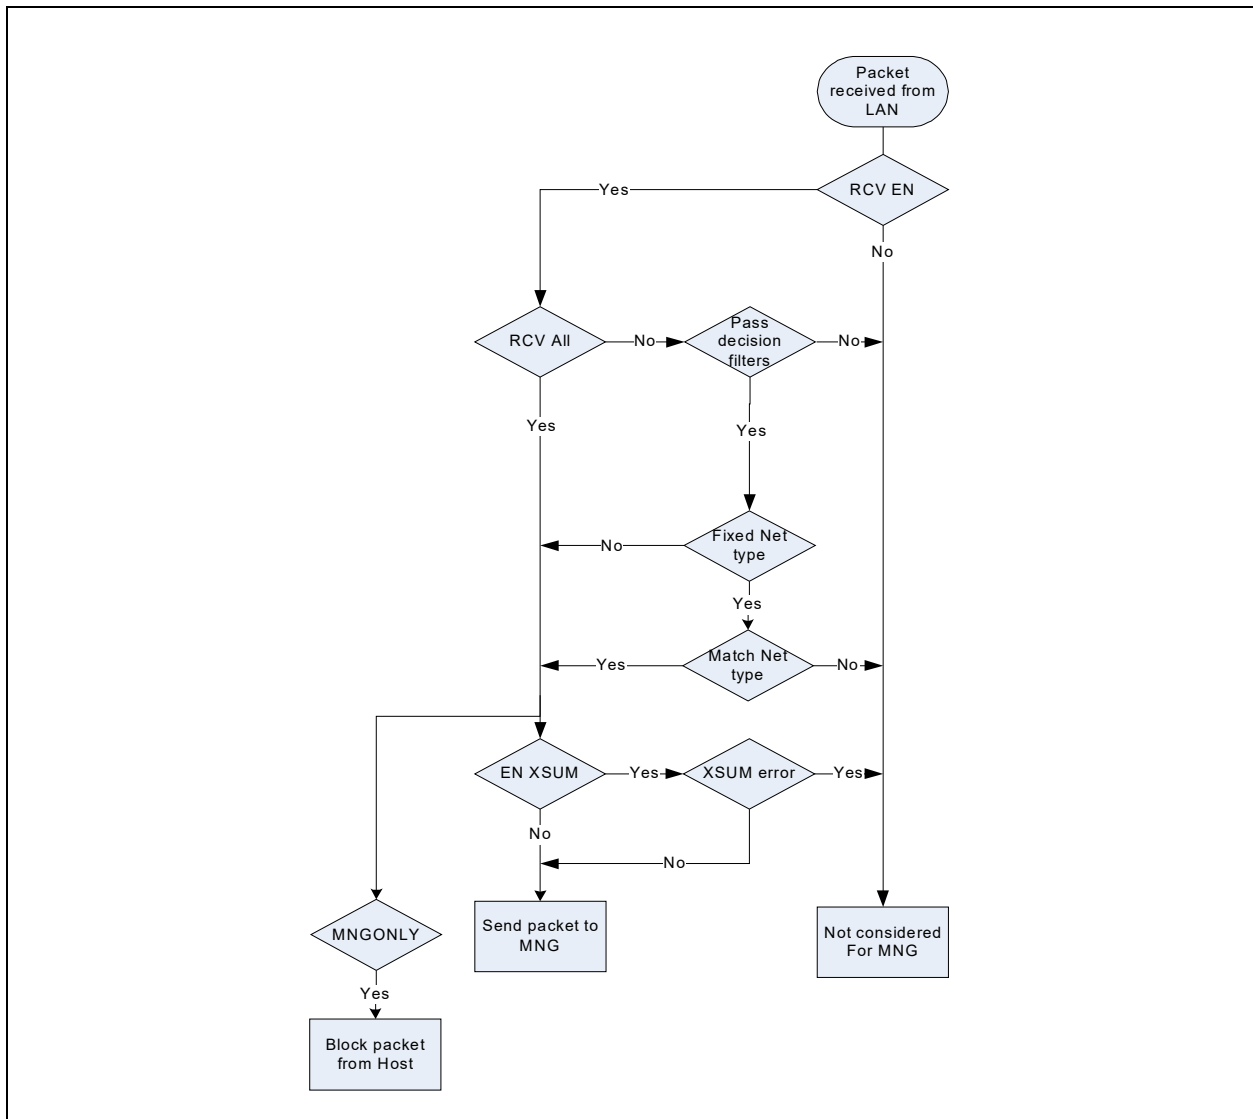 Packet
received from
LAN
RCV EN
Yes
No
RCV All
No
Pass
decision
filters
No
Yes
Yes
Fixed Net
type
No
Yes
Match Net
type
Yes
No
EN XSUM
Yes
XSUM error
Yes
No
No
MNGONLY
Send packet to
MNG
Not considered
For MNG
Yes
Block packet
from Host